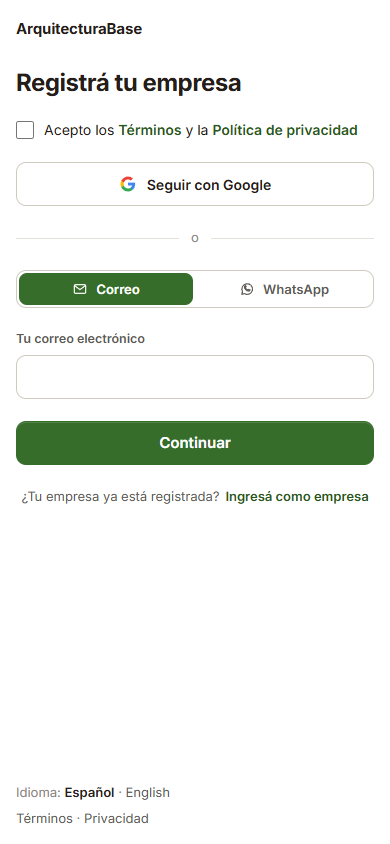 ArquitecturaBase
Registrá tu empresa
Acepto los Términos y la Política de privacidad
Seguir con Google
o
Correo
WhatsApp
Tu correo electrónico
Continuar
¿Tu empresa ya está registrada? Ingresá como empresa
Idioma: Español · English
Términos · Privacidad